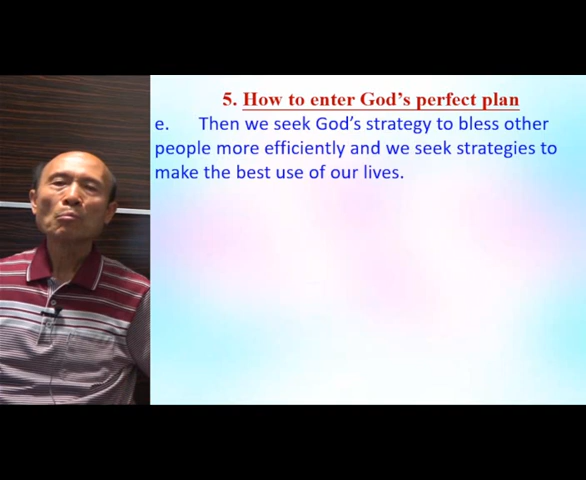 5. How to enter God's perfect plan
e. Then we seek God's strategy to bless other
people more efficiently and we seek strategies to
make the best use of our lives.